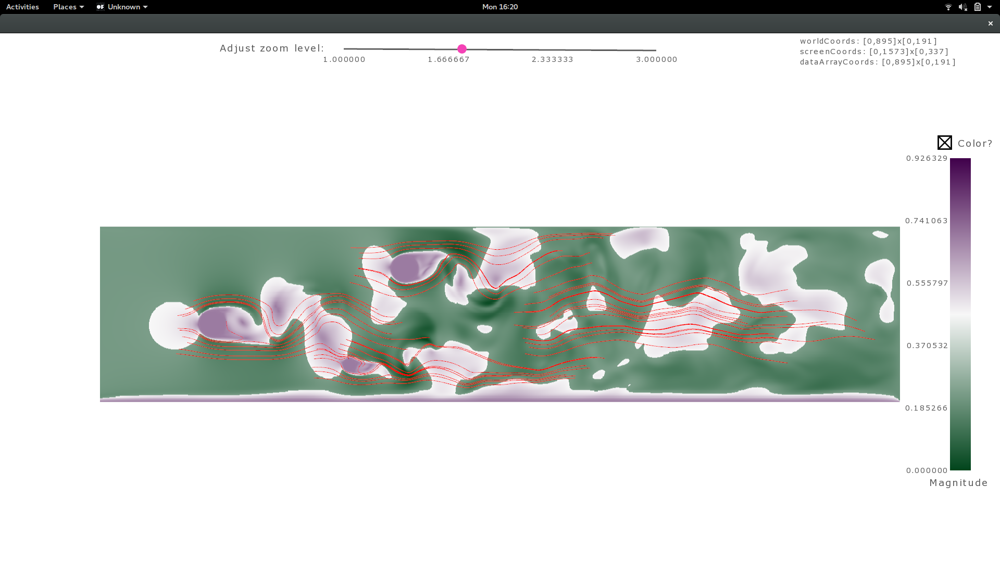 Activities Places Unknown Mon 16:20
Adjust zoom level:
1.000000 1.666667 2.333333 3.000000
worldCoords: [0,895]x[0,191]
screenCoords: [0,1573]x[0,337]
dataArrayCoords: [0,895]x[0,191]
Color?
0.926329
0.741063
0.555797
0.370532
0.185266
0.000000
Magnitude